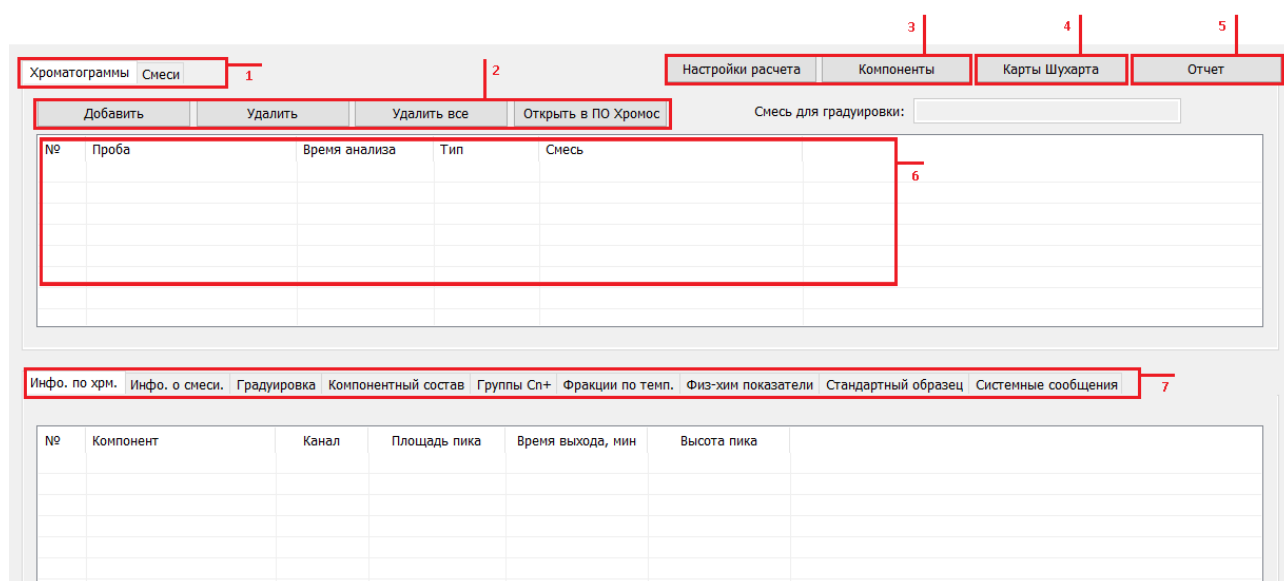 3 4 5
Хроматограммы Смеси 1 2 Настройки расчета Компоненты Карты Шухарта Отчет
Добавить Удалить Удалить все Открыть в ПО Хромос Смесь для градуировки:
№ Проба Время анализа Тип Смесь
6
Инфо. по хрм. Инфо. о смеси. Градуировка Компонентный состав Группы Cn+ Фракции по темп. Физ-хим показатели Стандартный образец Системные сообщения 7
№ Компонент Канал Площадь пика Время выхода, мин Высота пика